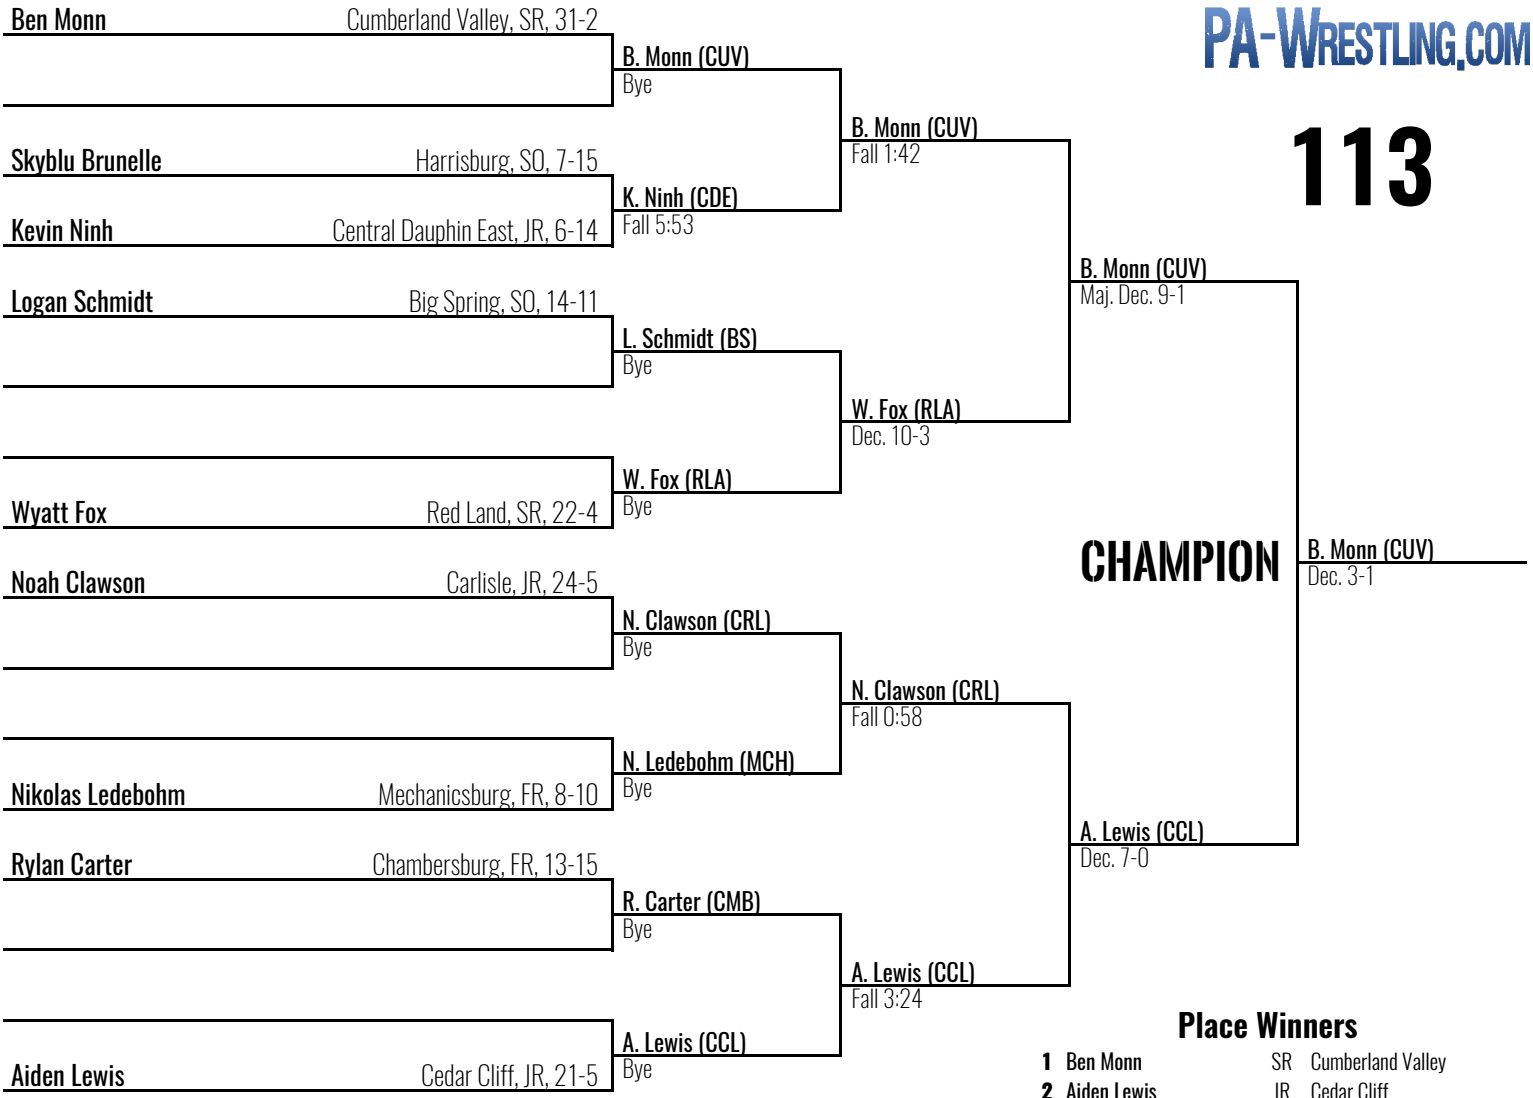 PA-WRESTLING.COM
113
Ben Monn Cumberland Valley, SR, 31-2
B. Monn (CUV)
Bye
B. Monn (CUV)
Fall 1:42
Skyblu Brunelle Harrisburg, SO, 7-15
K. Ninh (CDE)
Fall 5:53
Kevin Ninh Central Dauphin East, JR, 6-14
B. Monn (CUV)
Maj. Dec. 9-1
Logan Schmidt Big Spring, SO, 14-11
L. Schmidt (BS)
Bye
W. Fox (RLA)
Dec. 10-3
W. Fox (RLA)
Bye
Wyatt Fox Red Land, SR, 22-4
CHAMPION
B. Monn (CUV)
Dec. 3-1
Noah Clawson Carlisle, JR, 24-5
N. Clawson (CRL)
Bye
N. Clawson (CRL)
Fall 0:58
N. Ledebohm (MCH)
Bye
Nikolas Ledebohm Mechanicsburg, FR, 8-10
A. Lewis (CCL)
Dec. 7-0
Rylan Carter Chambersburg, FR, 13-15
R. Carter (CMB)
Bye
A. Lewis (CCL)
Fall 3:24
A. Lewis (CCL)
Bye
Aiden Lewis Cedar Cliff, JR, 21-5
Place Winners
1 Ben Monn SR Cumberland Valley
2 Aiden Lewis JR Cedar Cliff